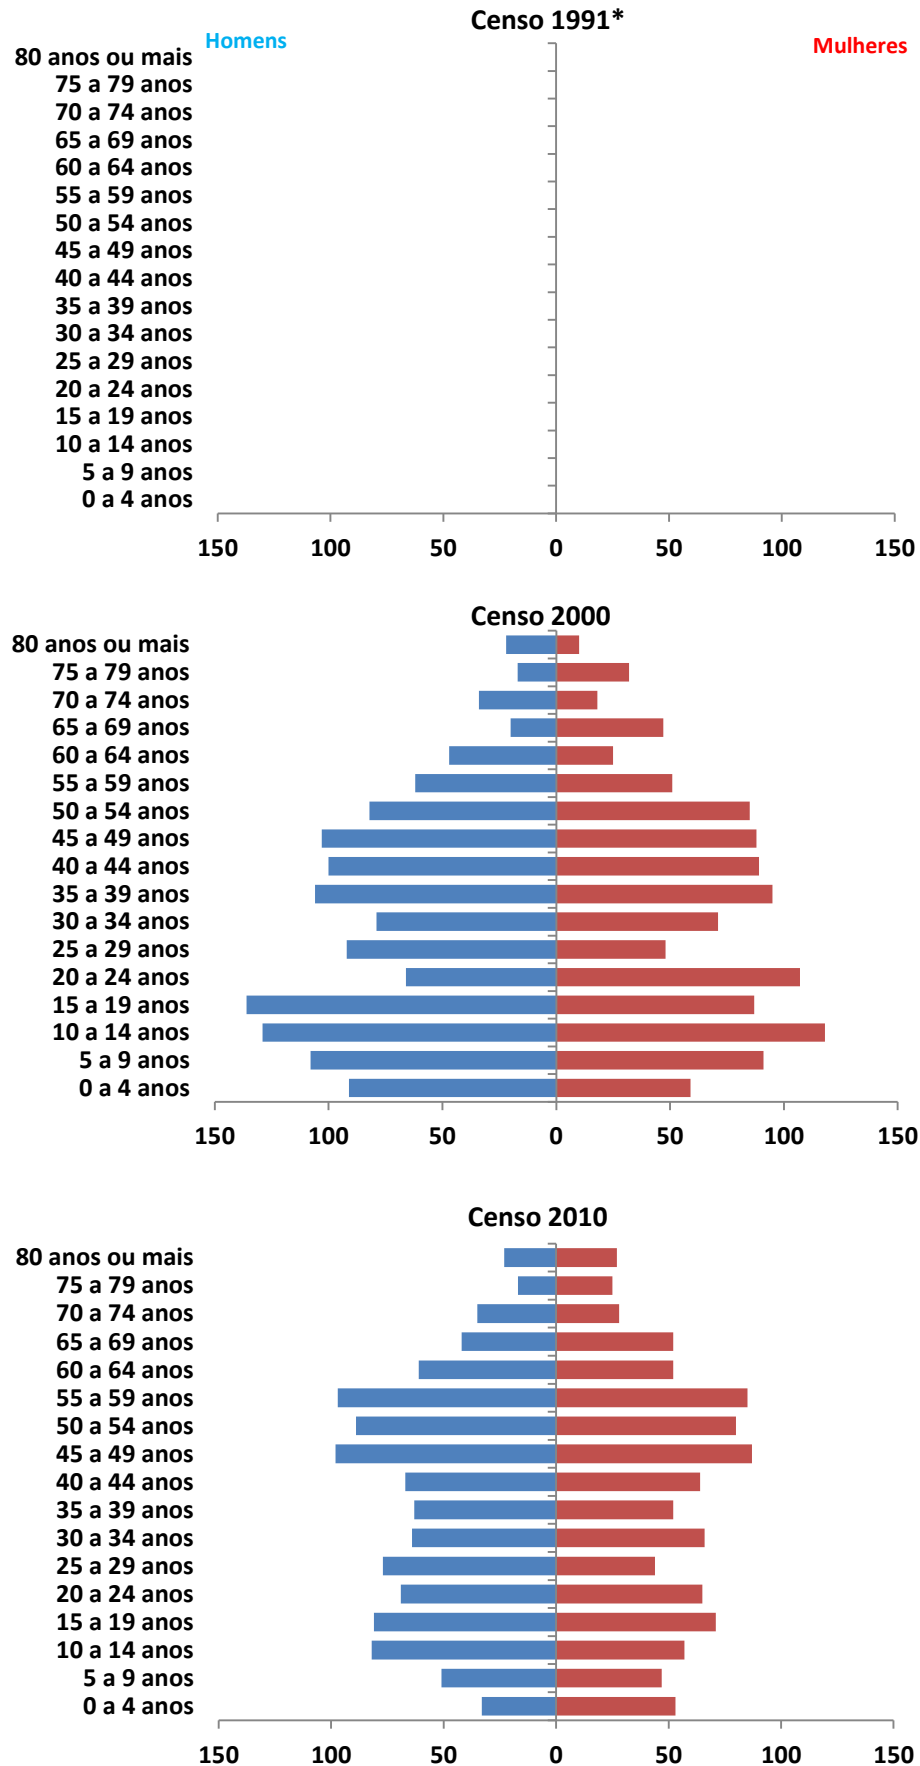 Censo 1991*
Homens
Mulheres
80 anos ou mais
75 a 79 anos
70 a 74 anos
65 a 69 anos
60 a 64 anos
55 a 59 anos
50 a 54 anos
45 a 49 anos
40 a 44 anos
35 a 39 anos
30 a 34 anos
25 a 29 anos
20 a 24 anos
15 a 19 anos
10 a 14 anos
5 a 9 anos
0 a 4 anos
150 100 50 0 50 100 150
Censo 2000
80 anos ou mais
75 a 79 anos
70 a 74 anos
65 a 69 anos
60 a 64 anos
55 a 59 anos
50 a 54 anos
45 a 49 anos
40 a 44 anos
35 a 39 anos
30 a 34 anos
25 a 29 anos
20 a 24 anos
15 a 19 anos
10 a 14 anos
5 a 9 anos
0 a 4 anos
150 100 50 0 50 100 150
Censo 2010
80 anos ou mais
75 a 79 anos
70 a 74 anos
65 a 69 anos
60 a 64 anos
55 a 59 anos
50 a 54 anos
45 a 49 anos
40 a 44 anos
35 a 39 anos
30 a 34 anos
25 a 29 anos
20 a 24 anos
15 a 19 anos
10 a 14 anos
5 a 9 anos
0 a 4 anos
150 100 50 0 50 100 150